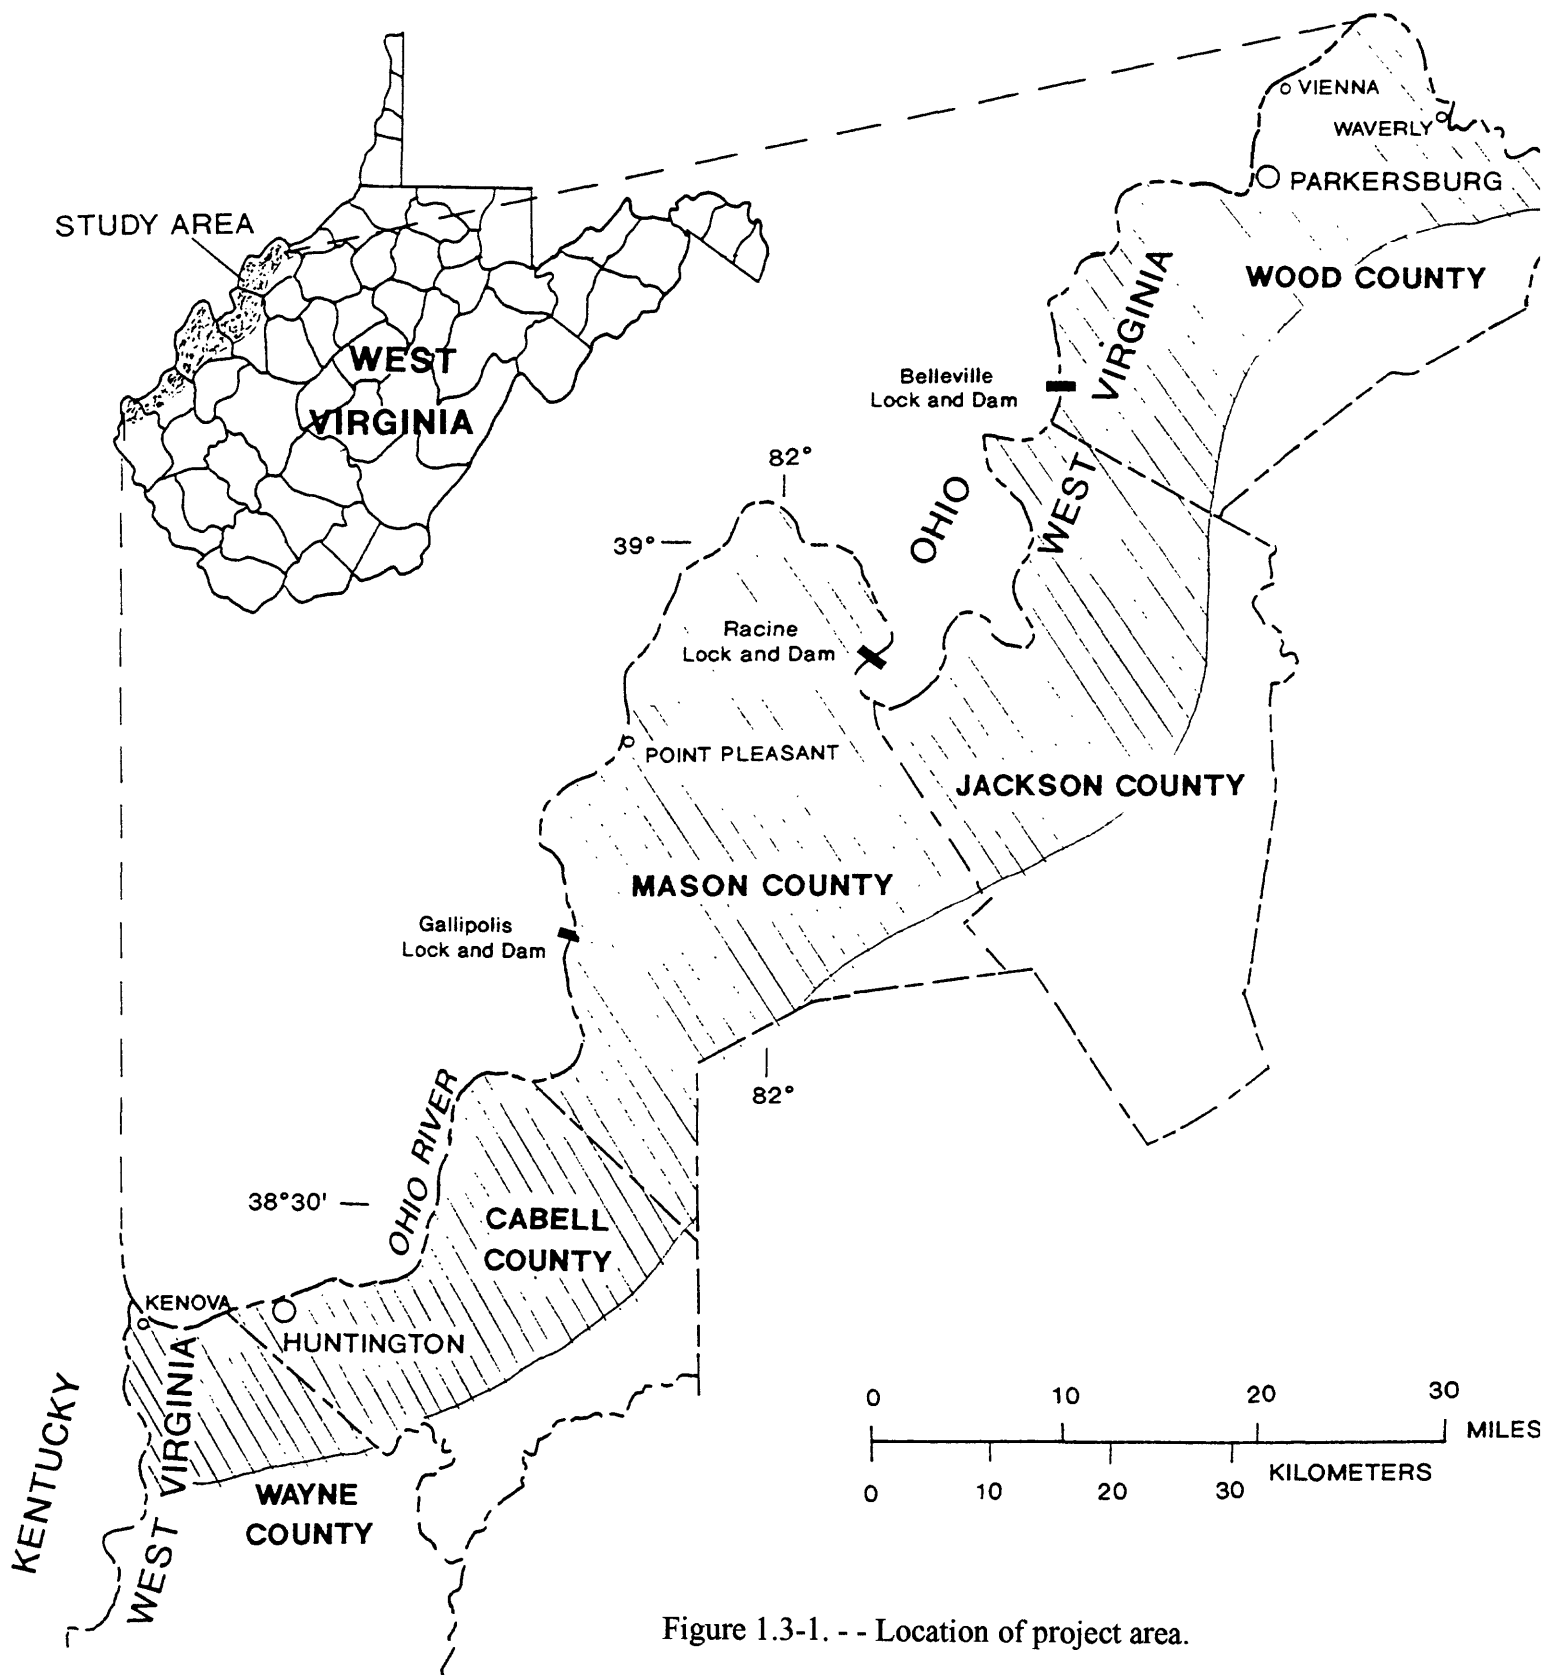 VIENNA
WAVERLY
PARKERSBURG
STUDY AREA
WOOD COUNTY
WEST
VIRGINIA
Belleville
Lock and Dam
WEST VIRGINIA
OHIO
82°
39°
Racine
Lock and Dam
POINT PLEASANT
JACKSON COUNTY
MASON COUNTY
Gallipolis
Lock and Dam
82°
OHIO RIVER
38°30'
CABELL
COUNTY
KENOVA
HUNTINGTON
KENTUCKY
WEST VIRGINIA
WAYNE
COUNTY
0 10 20 30
MILES
KILOMETERS
0 10 20 30
Figure 1.3-1. - - Location of project area.